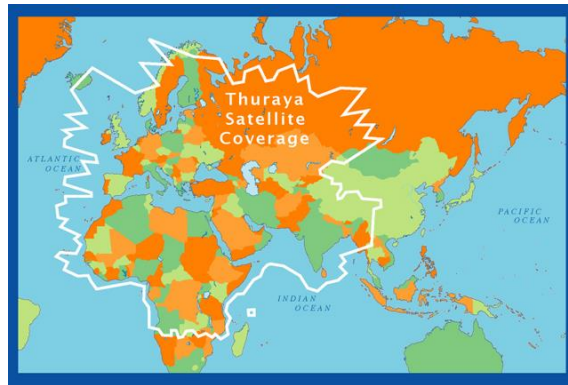 Thuraya
Satellite
Coverage
ATLANTIC
OCEAN
PACIFIC
OCEAN
INDIAN
OCEAN